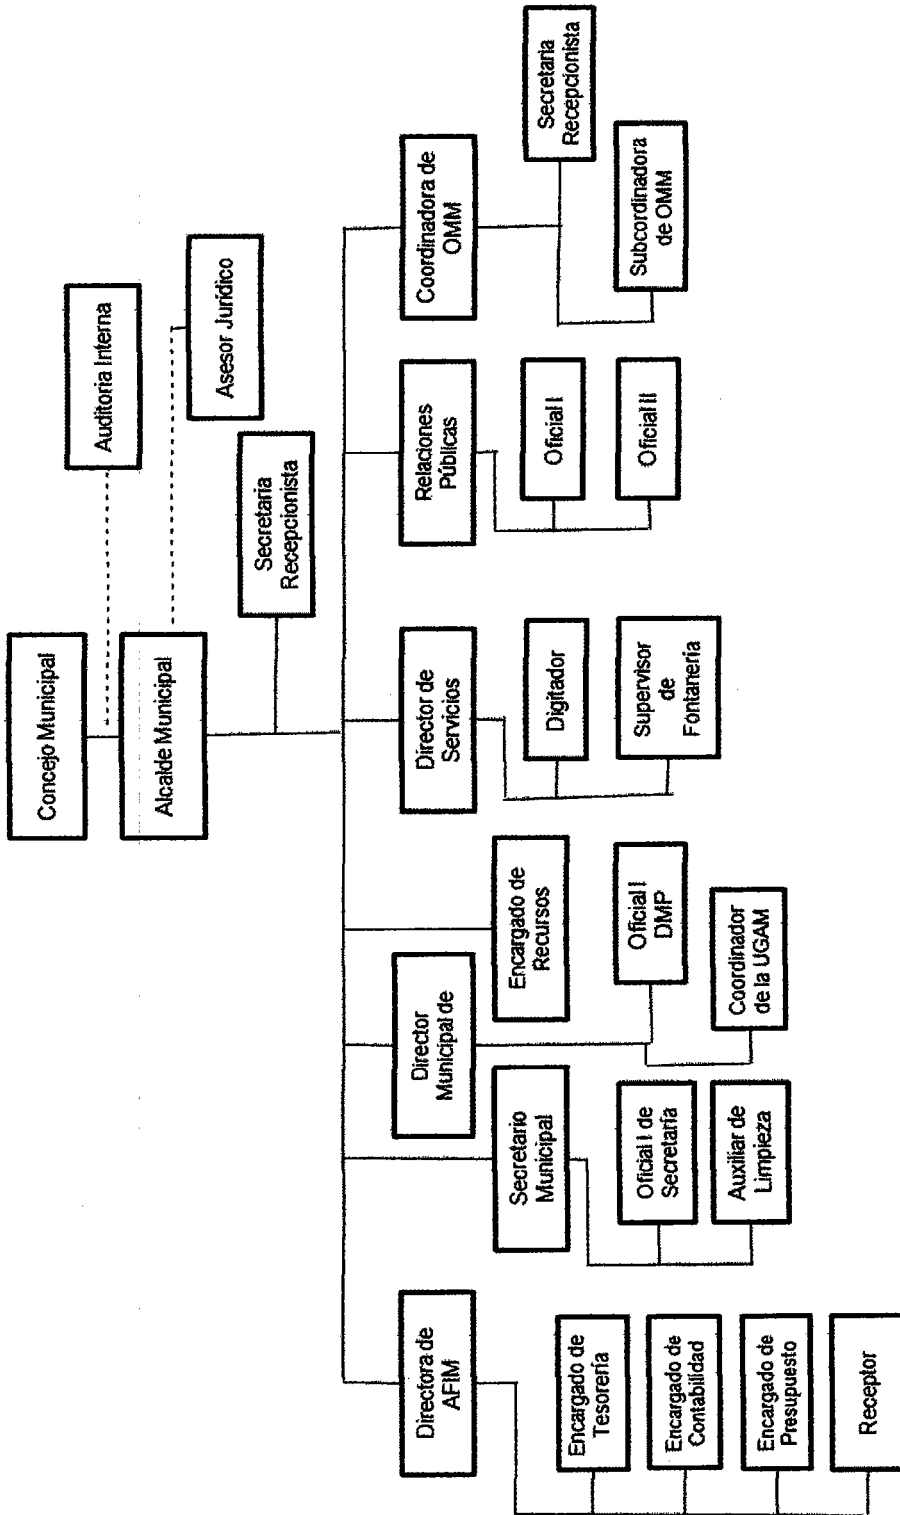 Concejo Municipal
Auditoria Interna
Alcalde Municipal
Asesor Jurídico
Secretaria
Recepcionista
Directora de
AFIM
Director
Municipal de
Director de
Servicios
Relaciones
Públicas
Coordinadora de
OMM
Secretario
Municipal
Encargado de
Recursos
Encargado de
Tesorería
Encargado de
Contabilidad
Encargado de
Presupuesto
Receptor
Oficial I de
Secretaría
Auxiliar de
Limpieza
Oficial I
DMP
Coordinador
de la UGAM
Digitador
Supervisor
de
Fontanería
Oficial I
Oficial II
Secretaria
Recepcionista
Subcordinadora
de OMM